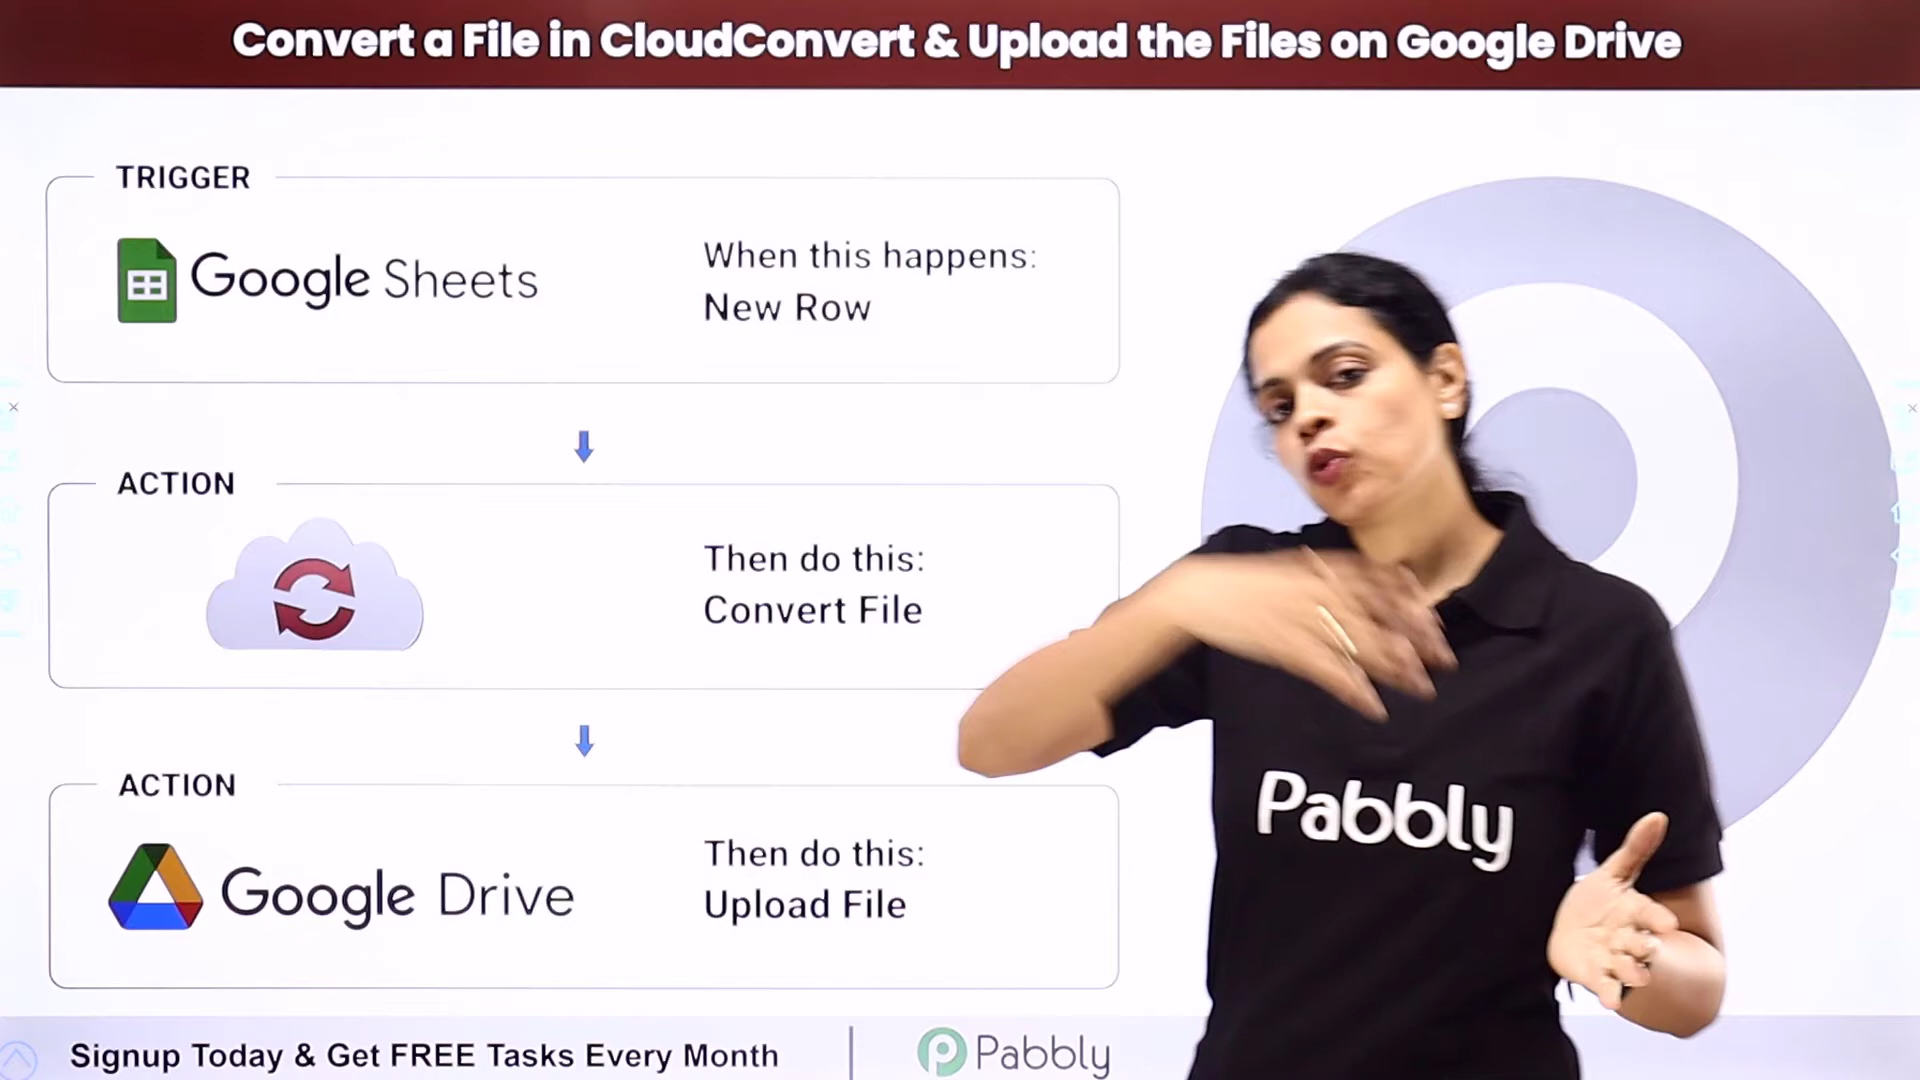 Convert a File in CloudConvert & Upload the Files on Google Drive
TRIGGER
Google Sheets
When this happens:
New Row
ACTION
Then do this:
Convert File
ACTION
Google Drive
Then do this:
Upload File
Pabbly
Signup Today & Get FREE Tasks Every Month
Pabbly